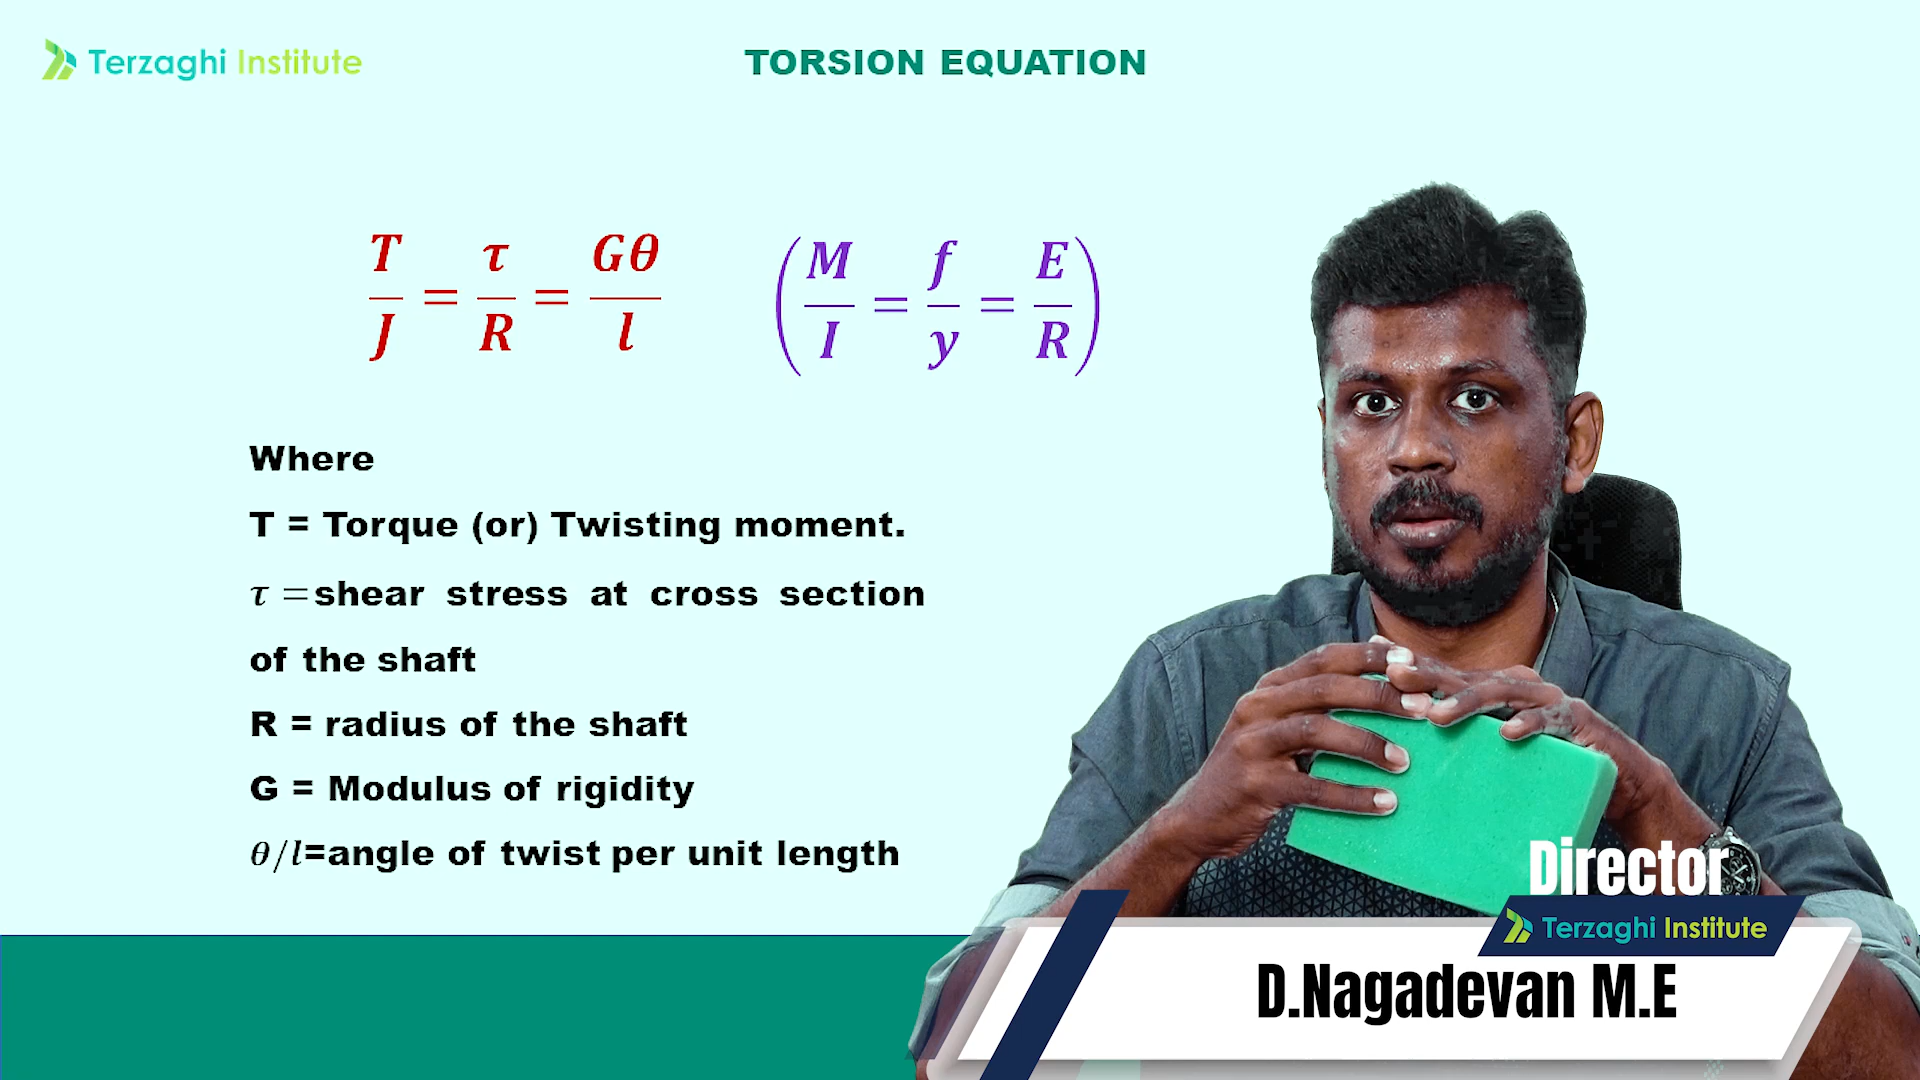 Terzaghi Institute
TORSION EQUATION
T/J = τ/R = Gθ/l
(M/I = f/y = E/R)
Where
T = Torque (or) Twisting moment.
τ =shear stress at cross section
of the shaft
R = radius of the shaft
G = Modulus of rigidity
θ/l=angle of twist per unit length
Director
Terzaghi Institute
D.Nagadevan M.E